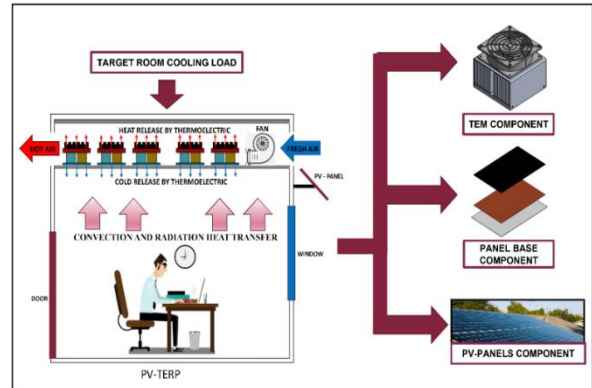 TARGET ROOM COOLING LOAD
HEAT RELEASE BY THERMOELECTRIC
FAN
HOT AIR
FRESH AIR
COLD RELEASE BY THERMOELECTRIC
PV - PANEL
CONVECTION AND RADIATION HEAT TRANSFER
WINDOW
DOOR
PV-TERP
TEM COMPONENT
PANEL BASE
COMPONENT
PV-PANELS COMPONENT